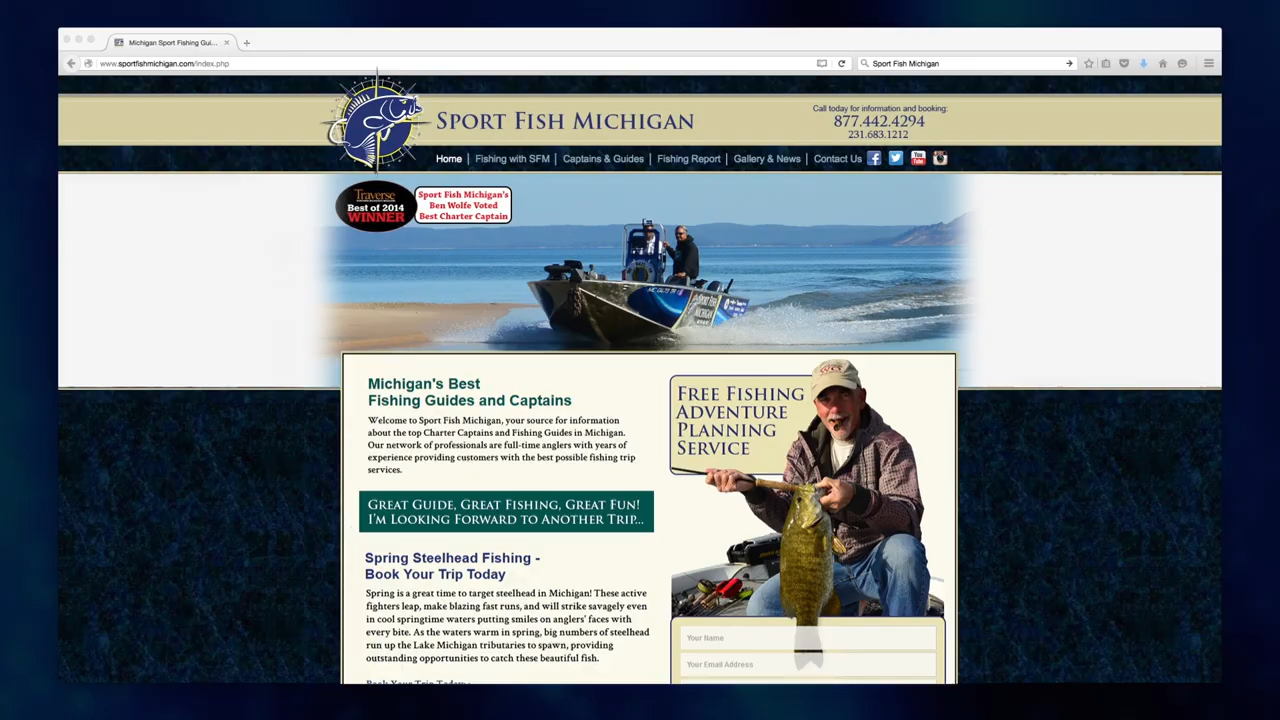 Michigan Sport Fishing Gui...
www.sportfishmichigan.com/index.php
Sport Fish Michigan
SPORT FISH MICHIGAN
Call today for information and booking:
877.442.4294
231.683.1212
Home | Fishing with SFM | Captains & Guides | Fishing Report | Gallery & News | Contact Us
You
Tube
Traverse
Best of 2014
WINNER
Sport Fish Michigan's
Ben Wolfe Voted
Best Charter Captain
SPORT FISH
MICHIGAN
Michigan's Best
Fishing Guides and Captains
Welcome to Sport Fish Michigan, your source for information
about the top Charter Captains and Fishing Guides in Michigan.
Our network of professionals are full-time anglers with years of
experience providing customers with the best possible fishing trip
services.
GREAT GUIDE, GREAT FISHING, GREAT FUN!
I'M LOOKING FORWARD TO ANOTHER TRIP...
Spring Steelhead Fishing -
Book Your Trip Today
Spring is a great time to target steelhead in Michigan! These active
fighters leap, make blazing fast runs, and will strike savagely even
in cool springtime waters putting smiles on anglers' faces with
every bite. As the waters warm in spring, big numbers of steelhead
run up the Lake Michigan tributaries to spawn, providing
outstanding opportunities to catch these beautiful fish.
Book Your Trip Today
FREE FISHING
ADVENTURE
PLANNING
SERVICE
Your Name
Your Email Address